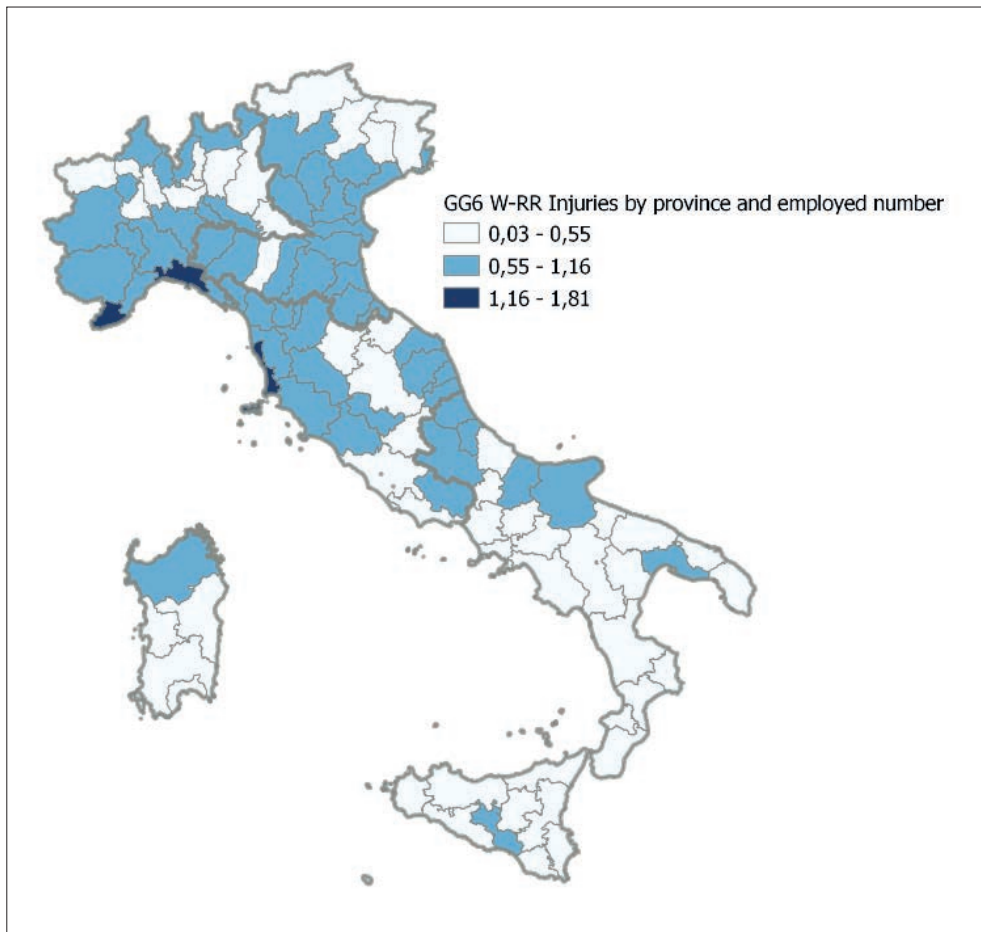 GG6 W-RR Injuries by province and employed number
0,03 - 0,55
0,55 - 1,16
1,16 - 1,81